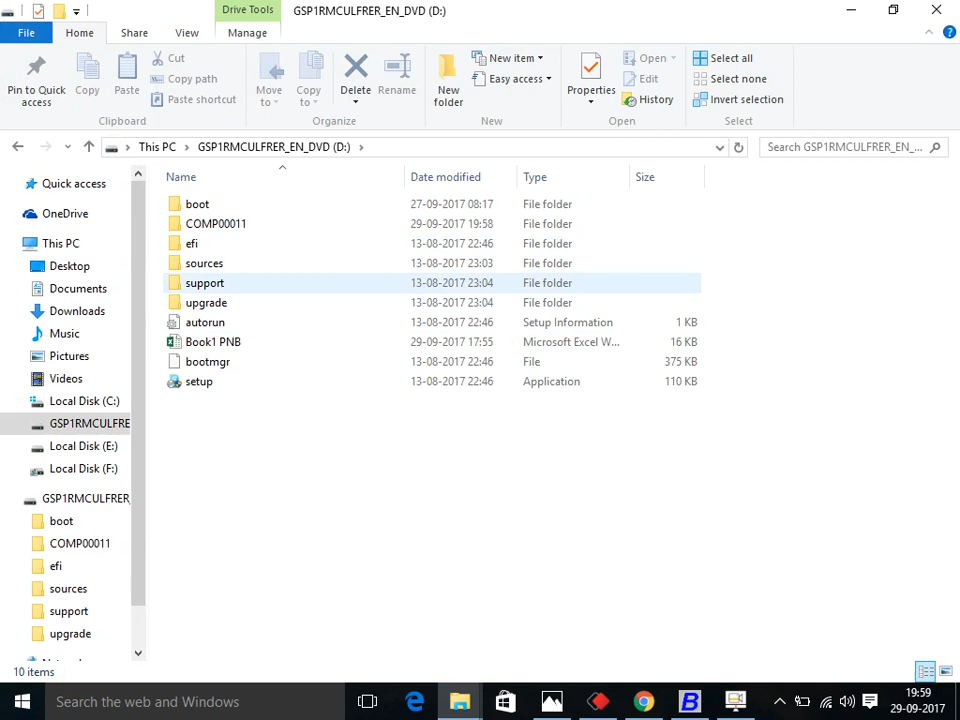 Drive Tools
GSP1RMCULFRER_EN_DVD (D:)
File
Home
Share
View
Manage
Pin to Quick access
Copy
Paste
Cut
Copy path
Paste shortcut
Clipboard
Move to
Copy to
Delete
Rename
Organize
New folder
New item
Easy access
New
Properties
Open
Edit
History
Open
Select all
Select none
Invert selection
Select
This PC
GSP1RMCULFRER_EN_DVD (D:)
Search GSP1RMCULFRER_EN_...
Name Date modified Type Size
boot 27-09-2017 08:17 File folder
COMP00011 29-09-2017 19:58 File folder
efi 13-08-2017 22:46 File folder
sources 13-08-2017 23:03 File folder
support 13-08-2017 23:04 File folder
upgrade 13-08-2017 23:04 File folder
autorun 13-08-2017 22:46 Setup Information 1 KB
Book1 PNB 29-09-2017 17:55 Microsoft Excel W... 16 KB
bootmgr 13-08-2017 22:46 File 375 KB
setup 13-08-2017 22:46 Application 110 KB
Quick access
OneDrive
This PC
Desktop
Documents
Downloads
Music
Pictures
Videos
Local Disk (C:)
GSP1RMCULFRE
Local Disk (E:)
Local Disk (F:)
GSP1RMCULFRER_
boot
COMP00011
efi
sources
support
upgrade
10 items
Search the web and Windows
19:59
29-09-2017